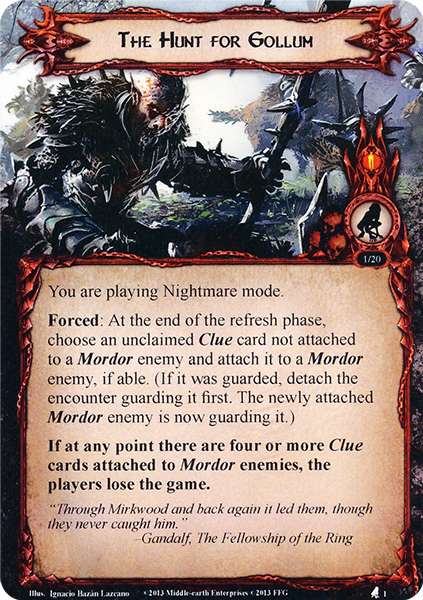 The Hunt for Gollum
1/20
You are playing Nightmare mode.
Forced: At the end of the refresh phase,
choose an unclaimed Clue card not attached
to a Mordor enemy and attach it to a Mordor
enemy, if able. (If it was guarded, detach the
encounter guarding it first. The newly attached
Mordor enemy is now guarding it.)
If at any point there are four or more Clue
cards attached to Mordor enemies, the
players lose the game.
“Through Mirkwood and back again it led them, though
they never caught him.”
–Gandalf, The Fellowship of the Ring
Illus. Ignacio Bazán Lazcano ©2013 Middle-earth Enterprises ©2013 FFG 1